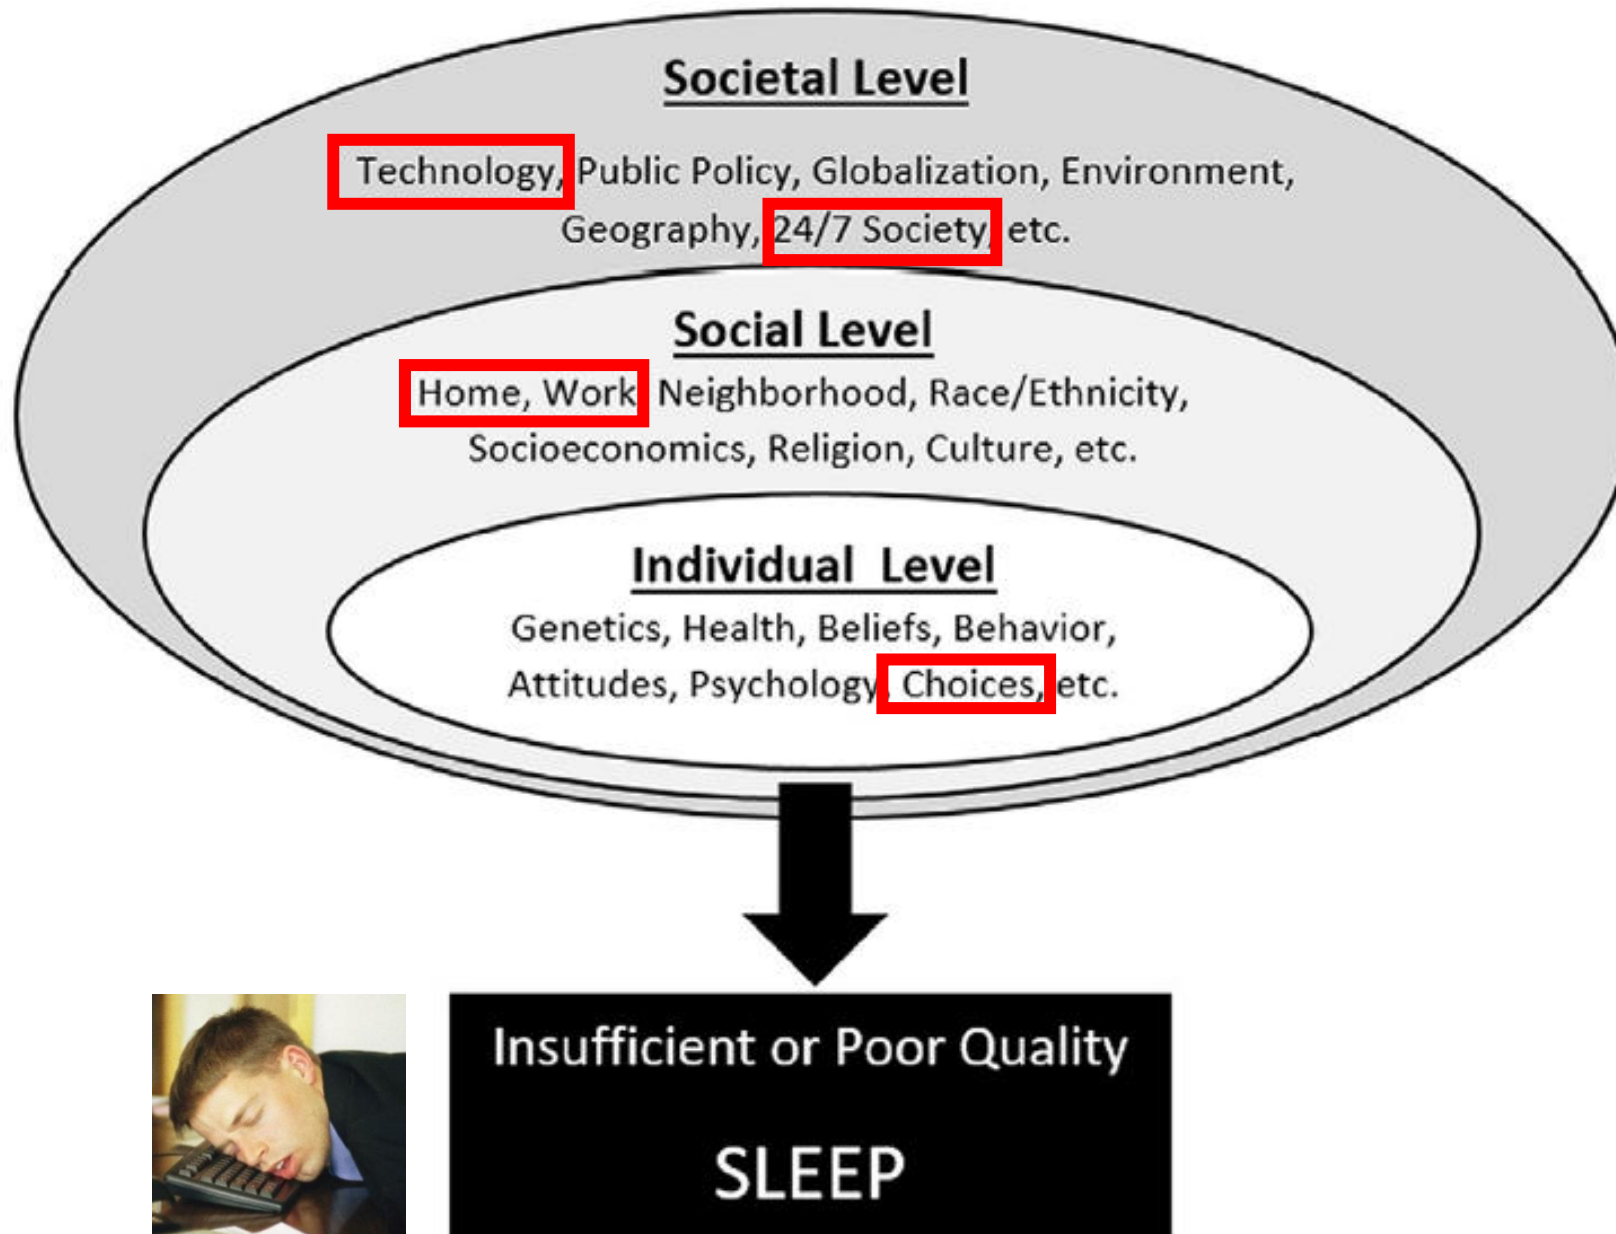 Societal Level
Technology, Public Policy, Globalization, Environment,
Geography, 24/7 Society, etc.
Social Level
Home, Work, Neighborhood, Race/Ethnicity,
Socioeconomics, Religion, Culture, etc.
Individual Level
Genetics, Health, Beliefs, Behavior,
Attitudes, Psychology, Choices, etc.
Insufficient or Poor Quality
SLEEP